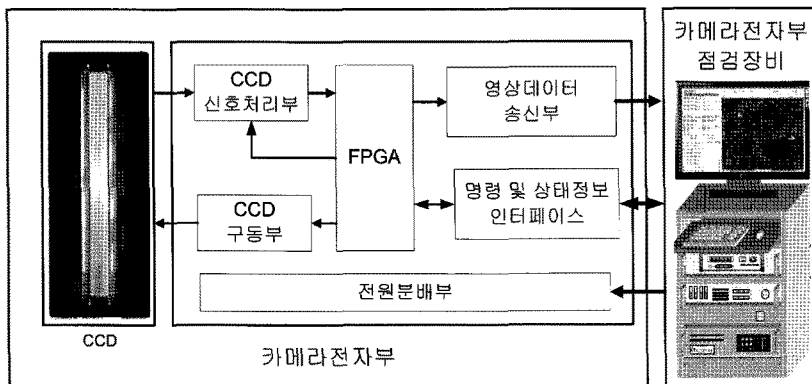 카메라전자부
점검장비
CCD
신호처리부
영상데이터
송신부
FPGA
명령 및 상태정보
인터페이스
CCD
구동부
전원분배부
CCD
카메라전자부